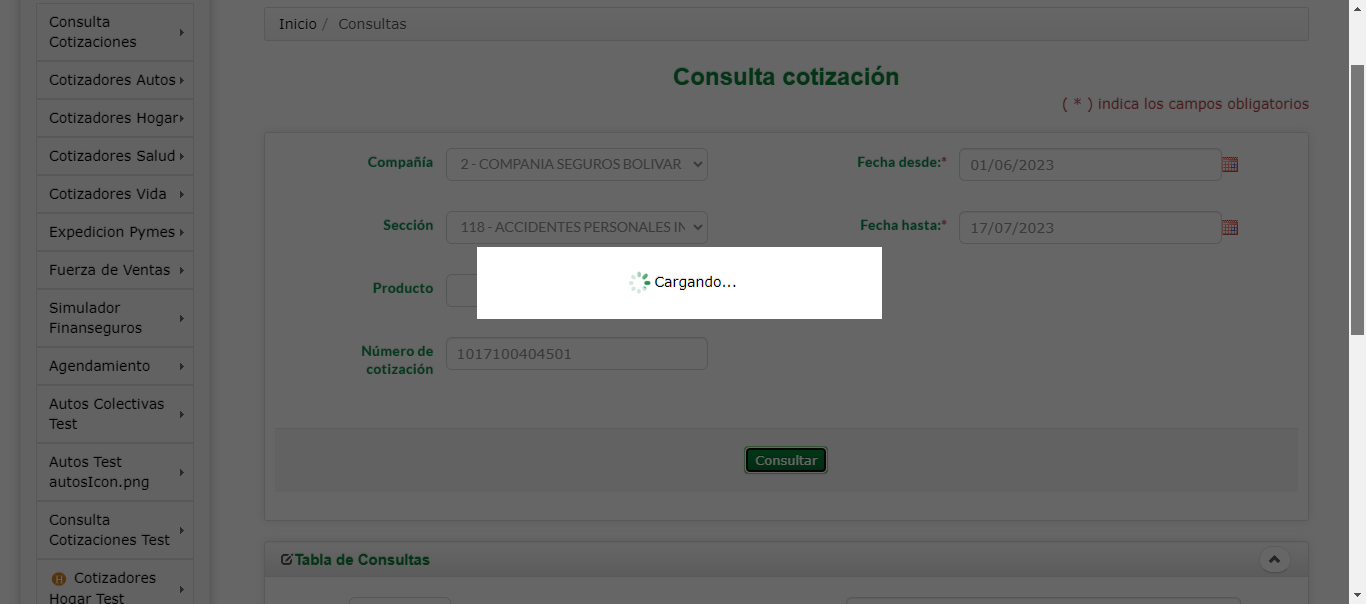 Consulta
Cotizaciones
Cotizadores Autos
Cotizadores Hogar
Cotizadores Salud
Cotizadores Vida
Expedicion Pymes
Fuerza de Ventas
Simulador
Finanseguros
Agendamiento
Autos Colectivas
Test
Autos Test
autosIcon.png
Consulta
Cotizaciones Test
H Cotizadores
Hogar Test
Inicio / Consultas
Consulta cotización
( * ) indica los campos obligatorios
Compañía 2 - COMPANIA SEGUROS BOLIVAR Fecha desde:* 01/06/2023
Sección 118 - ACCIDENTES PERSONALES IN Fecha hasta:* 17/07/2023
Cargando...
Producto
Número de
cotización 1017100404501
Consultar
Tabla de Consultas